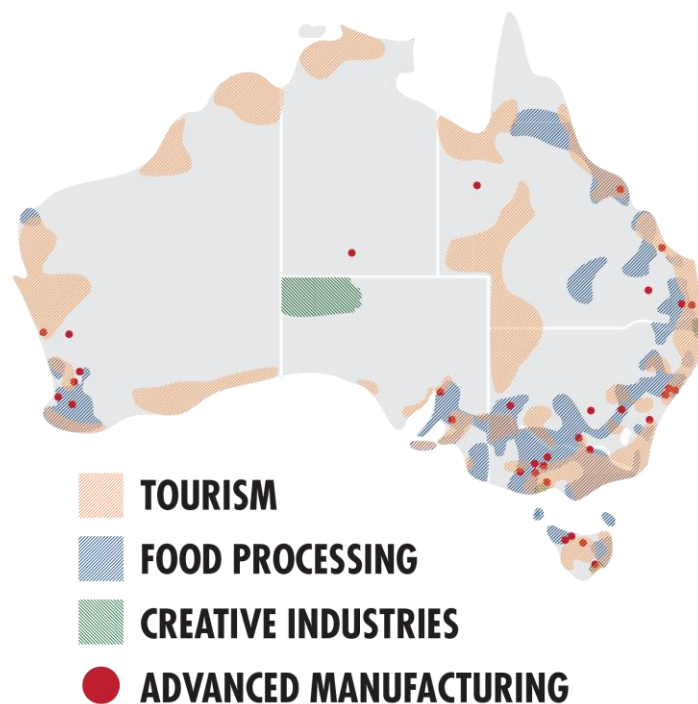 TOURISM
FOOD PROCESSING
CREATIVE INDUSTRIES
ADVANCED MANUFACTURING